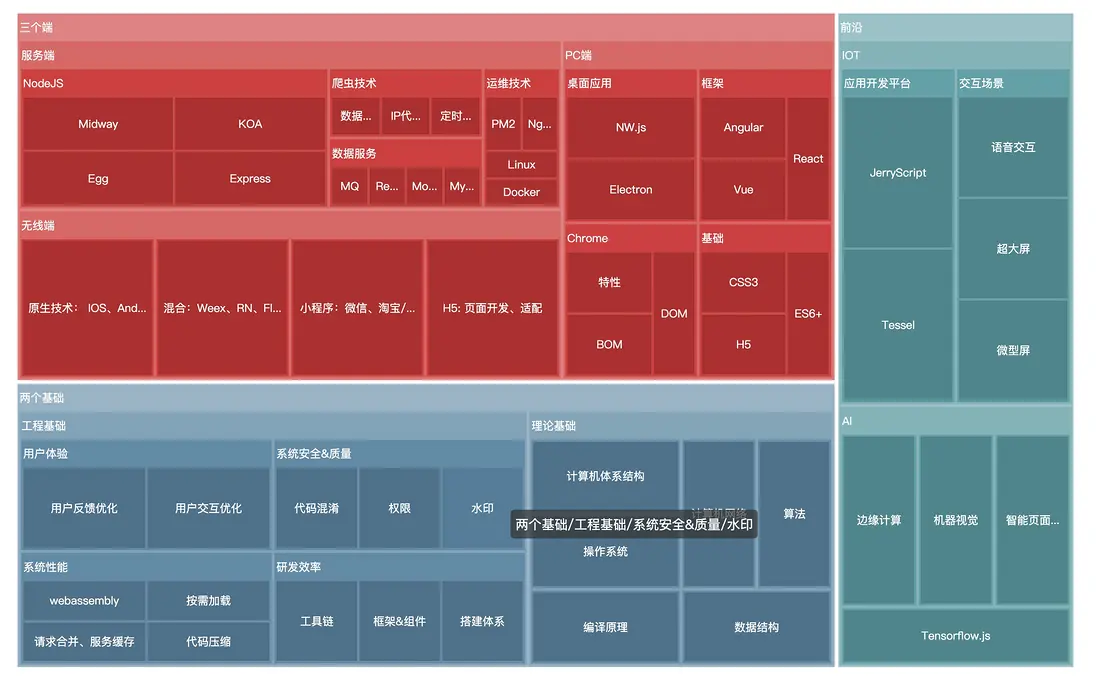 三个端
服务端
NodeJS
Midway
KOA
Egg
Express
爬虫技术
数据...
IP代...
定时...
数据服务
MQ
Re...
Mo...
My...
运维技术
PM2
Ng...
Linux
Docker
无线端
原生技术： IOS、And...
混合：Weex、RN、Fl...
小程序：微信、淘宝/...
H5: 页面开发、适配
PC端
桌面应用
NW.js
Electron
框架
Angular
Vue
React
Chrome
特性
BOM
DOM
基础
CSS3
H5
ES6+
两个基础
工程基础
用户体验
用户反馈优化
用户交互优化
系统安全&质量
代码混淆
权限
水印
系统性能
webassembly
按需加载
请求合并、服务缓存
代码压缩
研发效率
工具链
框架&组件
搭建体系
理论基础
计算机体系结构
操作系统
计算机网络
算法
编译原理
数据结构
两个基础/工程基础/系统安全&质量/水印
前沿
IOT
应用开发平台
JerryScript
Tessel
交互场景
语音交互
超大屏
微型屏
AI
边缘计算
机器视觉
智能页面...
Tensorflow.js